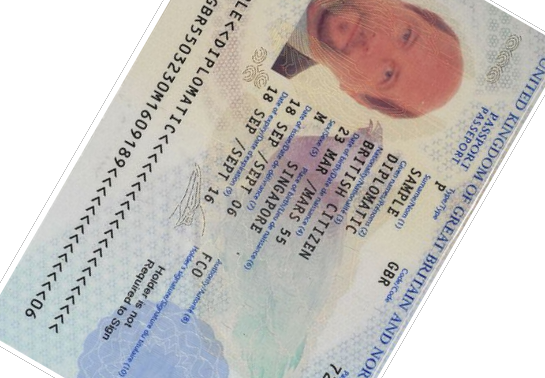 UNITED KINGDOM OF GREAT BRITAIN AND NOR
PASSPORT
PASSEPORT
Type/Type
Code/Code
P
GBR
Surname/Nom (1)
SAMPLE
Given names/Prénoms (2)
DIPLOMATIC
Nationality/Nationalité (3)
BRITISH CITIZEN
Date of birth/Date de naissance (4)
23 MAR /MARS 55
Sex/Sexe (5)
Place of birth/Lieu de naissance (6)
M
SINGAPORE
Date of issue/Date de délivrance (7)
Authority/Autorité (8)
18 SEP /SEPT 06
FCO
Date of expiry/Date d'expiration (9)
Holder's signature/Signature du titulaire (10)
18 SEP /SEPT 16
Holder is not
Required to Sign
PLE<<DIPLOMATIC<<<<<<<<<<<<<<<<<<
GBR5503230M1609189<<<<<<<<<<<<<<06